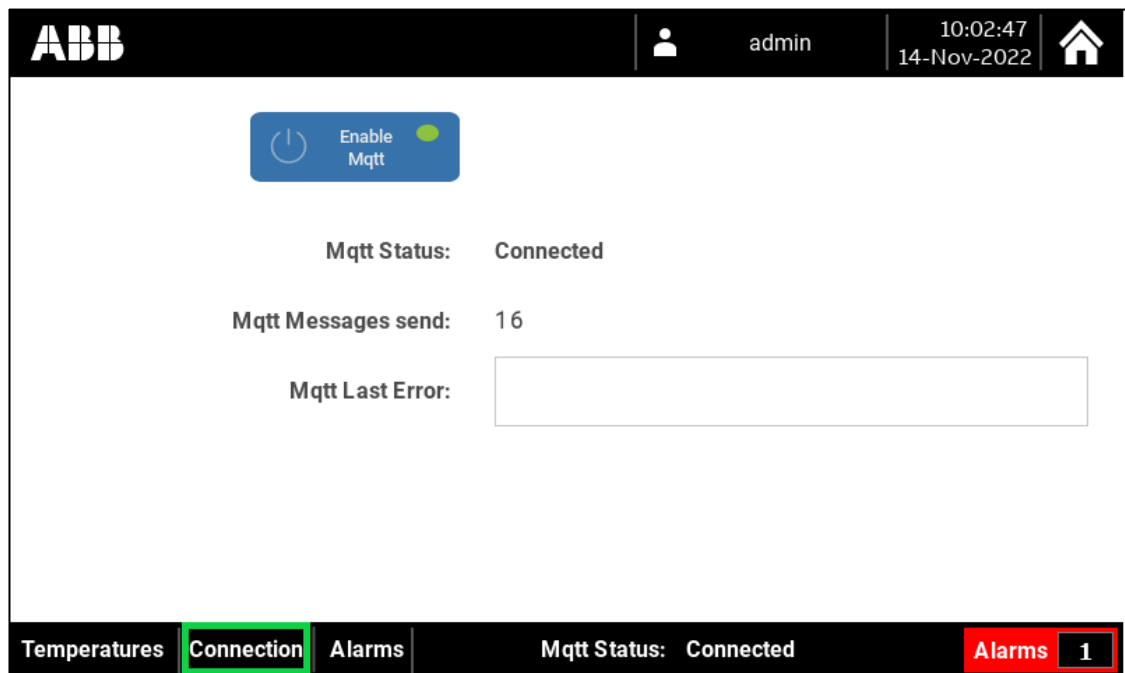 ABB
admin
10:02:47
14-Nov-2022
Enable
Mqtt
Mqtt Status: Connected
Mqtt Messages send: 16
Mqtt Last Error:
Temperatures Connection Alarms Mqtt Status: Connected Alarms 1